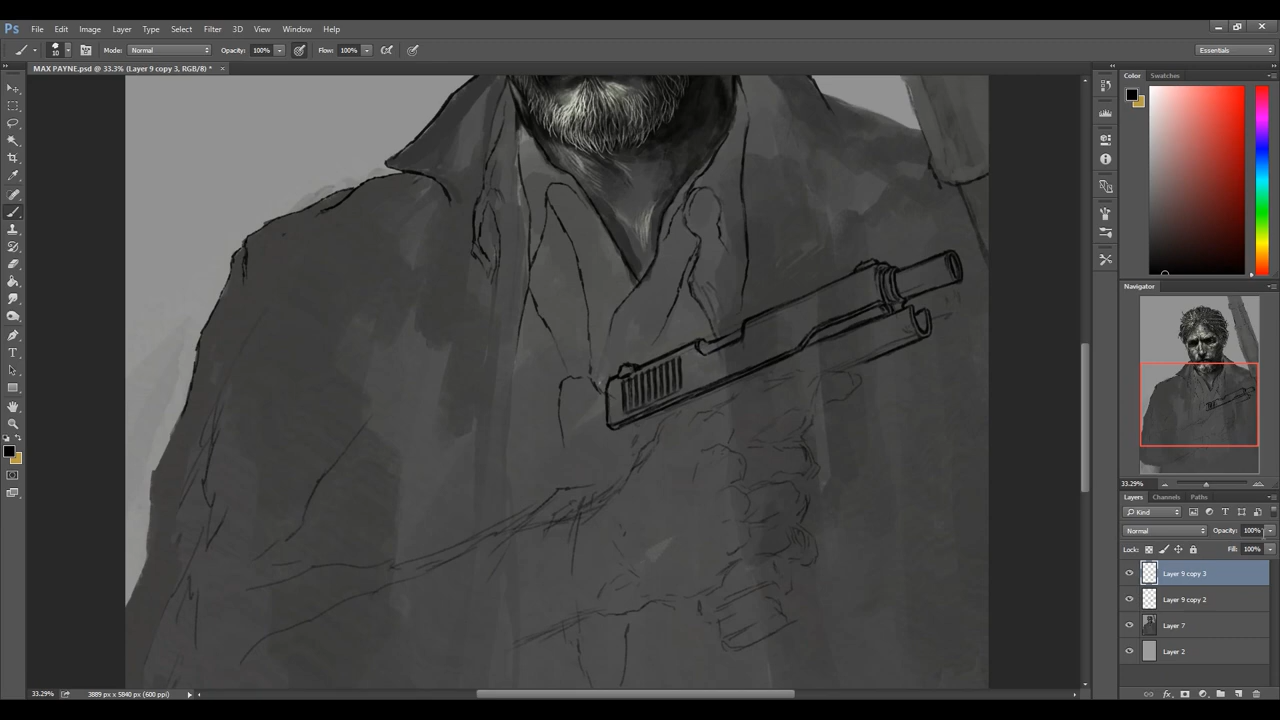 Ps File Edit Image Layer Type Select Filter 3D View Window Help
10 Mode: Normal Opacity: 100% Flow: 100% Essentials
MAX PAYNE.psd @ 33.3% (Layer 9 copy 3, RGB/8) * ×
Color Swatches
Navigator
33.29%
Layers Channels Paths
Kind
Normal Opacity: 100%
Lock: Fill: 100%
Layer 9 copy 3
Layer 9 copy 2
Layer 7
Layer 2
fx
33.29% 3889 px x 5840 px (600 ppi)